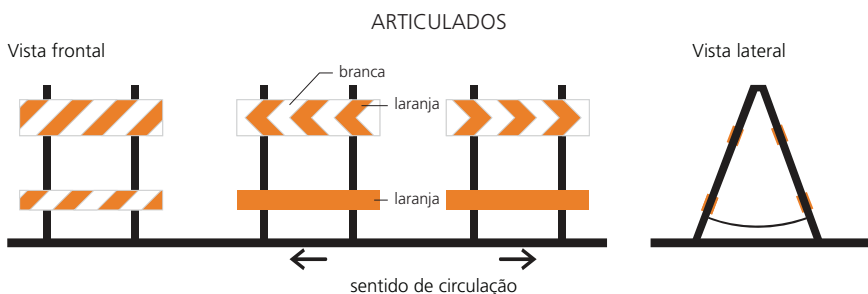 ARTICULADOS
Vista frontal
Vista lateral
branca
laranja
laranja
sentido de circulação